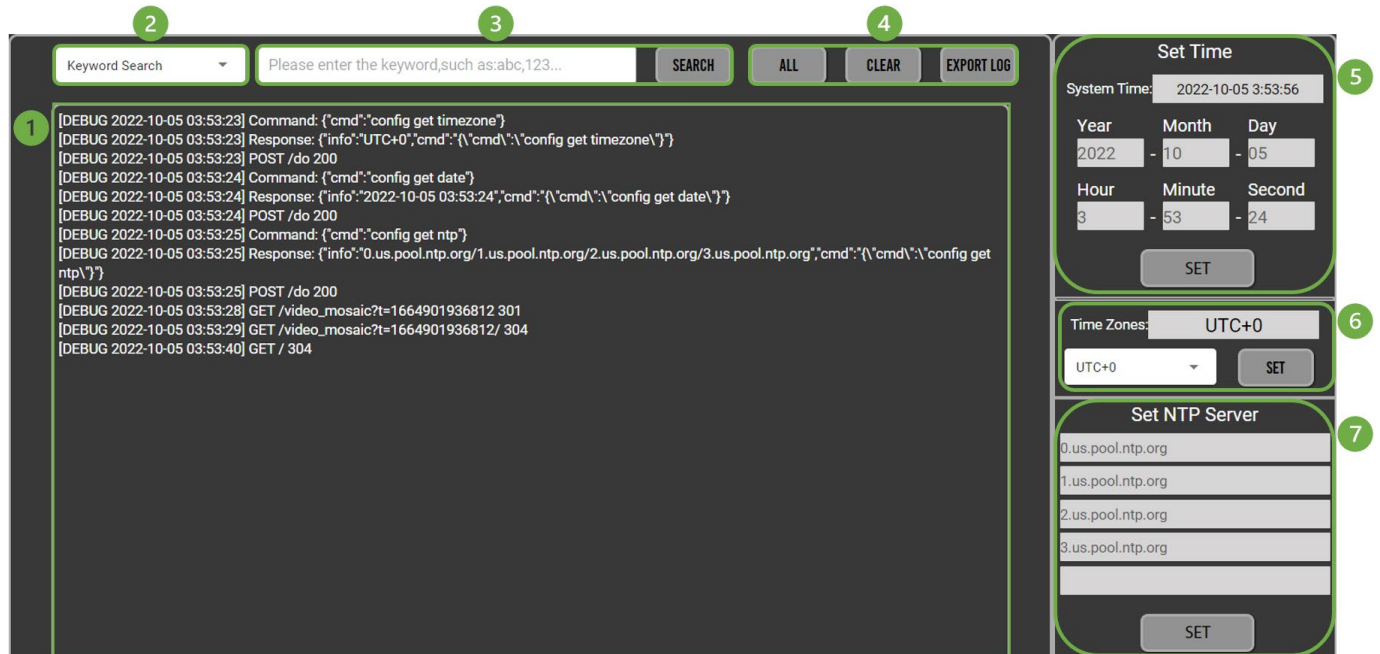 2
3
4
Keyword Search
Please enter the keyword,such as:abc,123...
SEARCH
ALL
CLEAR
EXPORT LOG
1
[DEBUG 2022-10-05 03:53:23] Command: {"cmd":"config get timezone"}
[DEBUG 2022-10-05 03:53:23] Response: {"info":"UTC+0","cmd":"{\"cmd\":\"config get timezone\"}"}
[DEBUG 2022-10-05 03:53:23] POST /do 200
[DEBUG 2022-10-05 03:53:24] Command: {"cmd":"config get date"}
[DEBUG 2022-10-05 03:53:24] Response: {"info":"2022-10-05 03:53:24","cmd":"{\"cmd\":\"config get date\"}"}
[DEBUG 2022-10-05 03:53:24] POST /do 200
[DEBUG 2022-10-05 03:53:25] Command: {"cmd":"config get ntp"}
[DEBUG 2022-10-05 03:53:25] Response: {"info":"0.us.pool.ntp.org/1.us.pool.ntp.org/2.us.pool.ntp.org/3.us.pool.ntp.org","cmd":"{\"cmd\":\"config get
ntp\"}"}
[DEBUG 2022-10-05 03:53:25] POST /do 200
[DEBUG 2022-10-05 03:53:28] GET /video_mosaic?t=1664901936812 301
[DEBUG 2022-10-05 03:53:29] GET /video_mosaic?t=1664901936812/ 304
[DEBUG 2022-10-05 03:53:40] GET / 304
Set Time
5
System Time: 2022-10-05 3:53:56
Year Month Day
2022 - 10 - 05
Hour Minute Second
3 - 53 - 24
SET
6
Time Zones: UTC+0
UTC+0
SET
Set NTP Server
7
0.us.pool.ntp.org
1.us.pool.ntp.org
2.us.pool.ntp.org
3.us.pool.ntp.org
SET